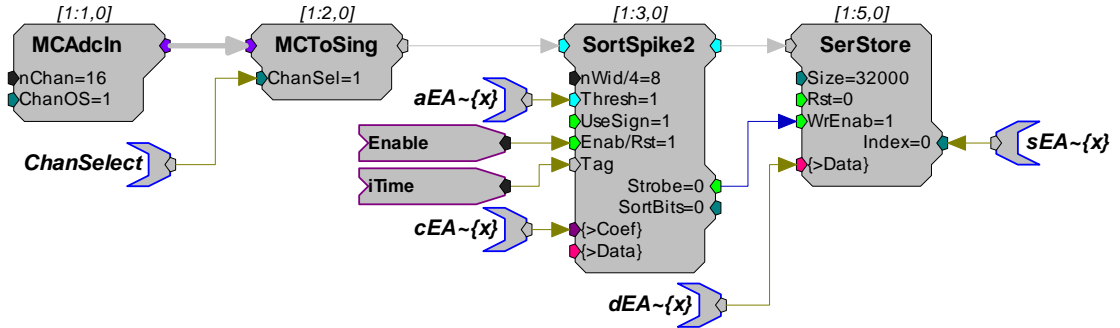 [1:1,0]
MCAdcIn
nChan=16
ChanOS=1
ChanSelect
[1:2,0]
MCToSing
ChanSel=1
aEA~{x}
Enable
iTime
cEA~{x}
[1:3,0]
SortSpike2
nWid/4=8
Thresh=1
UseSign=1
Enab/Rst=1
Tag
Strobe=0
SortBits=0
{>Coef}
{>Data}
dEA~{x}
[1:5,0]
SerStore
Size=32000
Rst=0
WrEnab=1
Index=0
{>Data}
sEA~{x}